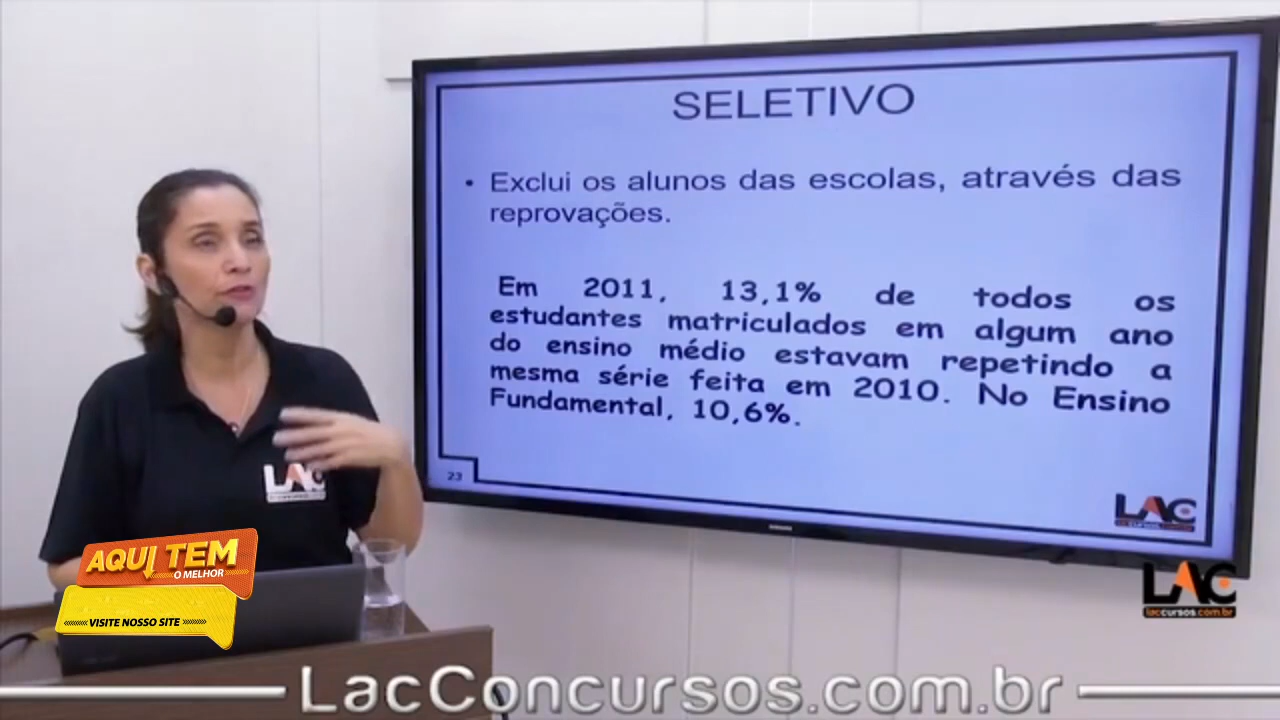 SELETIVO
• Exclui os alunos das escolas, através das
reprovações.
Em 2011, 13,1% de todos os
estudantes matriculados em algum ano
do ensino médio estavam repetindo a
mesma série feita em 2010. No Ensino
Fundamental, 10,6%.
23
LAC
LAC
LAC
laccursos.com.br
AQUI TEM
O MELHOR
VISITE NOSSO SITE
LacConcursos.com.br